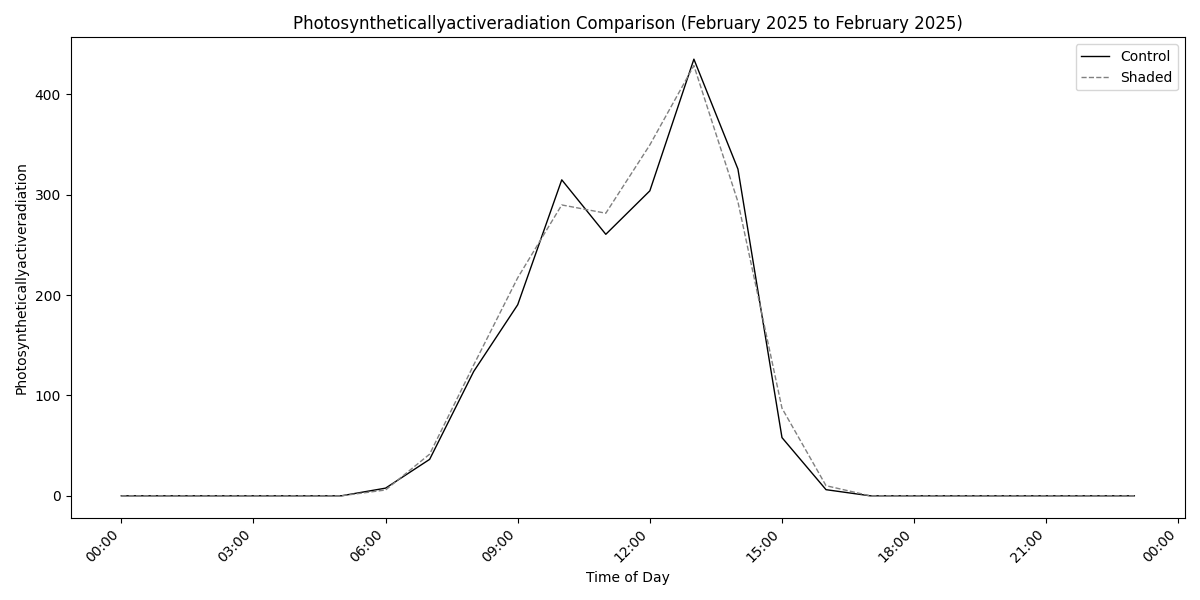 Photosyntheticallyactiveradiation Comparison (February 2025 to February 2025)
Control
Shaded
Photosyntheticallyactiveradiation
400
300
200
100
0
00:00
03:00
06:00
09:00
12:00
15:00
18:00
21:00
00:00
Time of Day